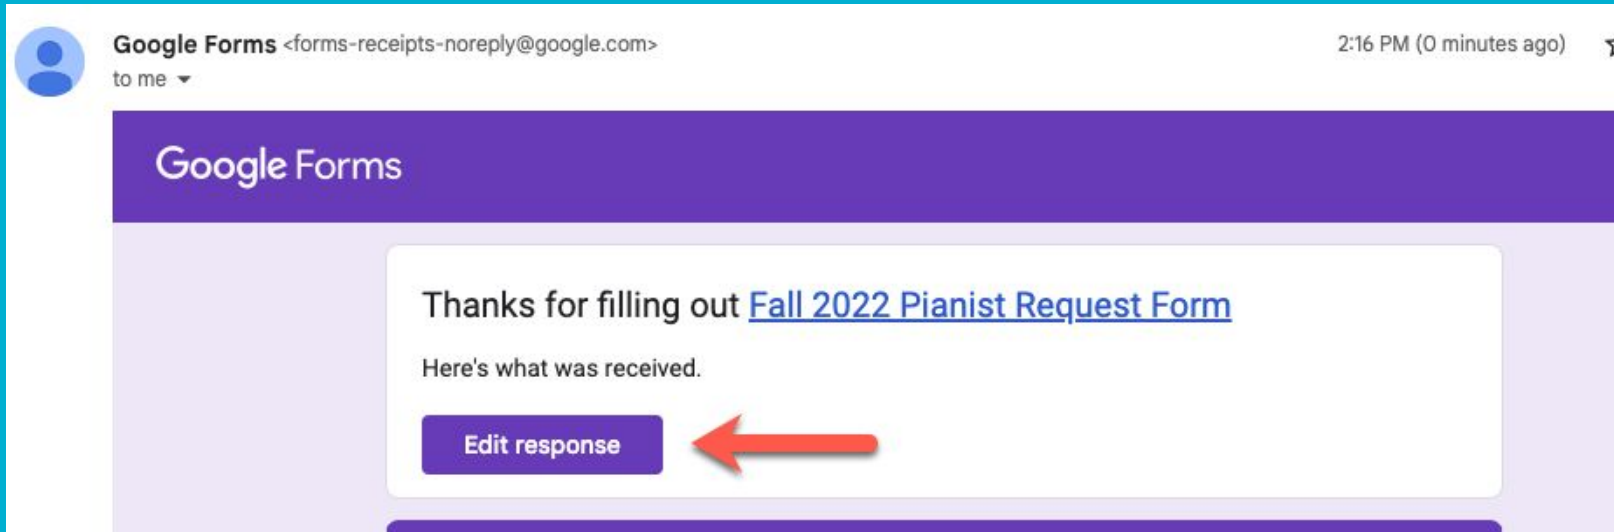 Google Forms <forms-receipts-noreply@google.com>
2:16 PM (0 minutes ago)
to me
Google Forms
Thanks for filling out Fall 2022 Pianist Request Form
Here's what was received.
Edit response